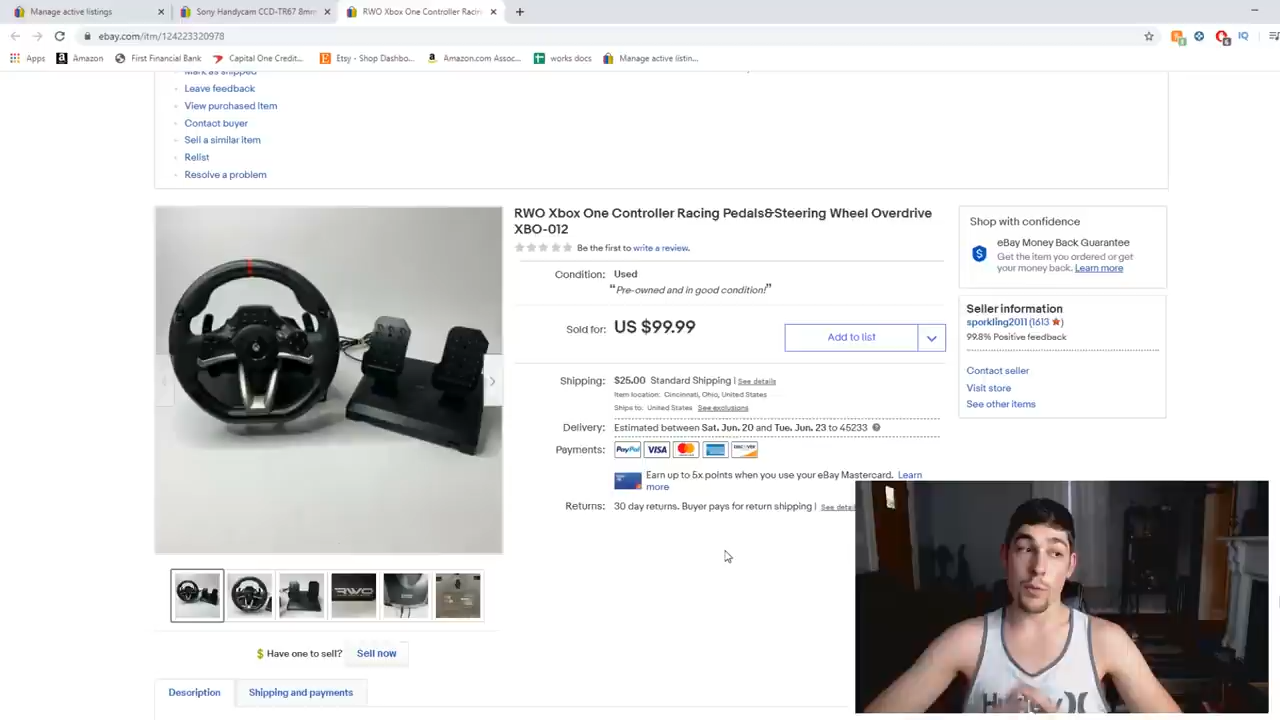 Manage active listings
Sony Handycam CCD-TR67 8mm
RWO Xbox One Controller Racin
ebay.com/itm/124223320978
Apps
Amazon
First Financial Bank
Capital One Credit...
Etsy - Shop Dashbo...
Amazon.com Assoc...
works docs
Manage active listin...
Mark as shipped
Leave feedback
View purchased item
Contact buyer
Sell a similar item
Relist
Resolve a problem
RWO Xbox One Controller Racing Pedals&Steering Wheel Overdrive
XBO-012
Be the first to write a review.
Condition: Used
“Pre-owned and in good condition!”
Sold for: US $99.99
Add to list
Shipping: $25.00 Standard Shipping | See details
Item location: Cincinnati, Ohio, United States
Ships to: United States See exclusions
Delivery: Estimated between Sat. Jun. 20 and Tue. Jun. 23 to 45233
Payments: PayPal VISA
Earn up to 5x points when you use your eBay Mastercard. Learn
more
Returns: 30 day returns. Buyer pays for return shipping | See detai
Shop with confidence
eBay Money Back Guarantee
Get the item you ordered or get
your money back. Learn more
Seller information
sporkling2011 (1613)
99.8% Positive feedback
Contact seller
Visit store
See other items
RWO
$ Have one to sell? Sell now
Description
Shipping and payments